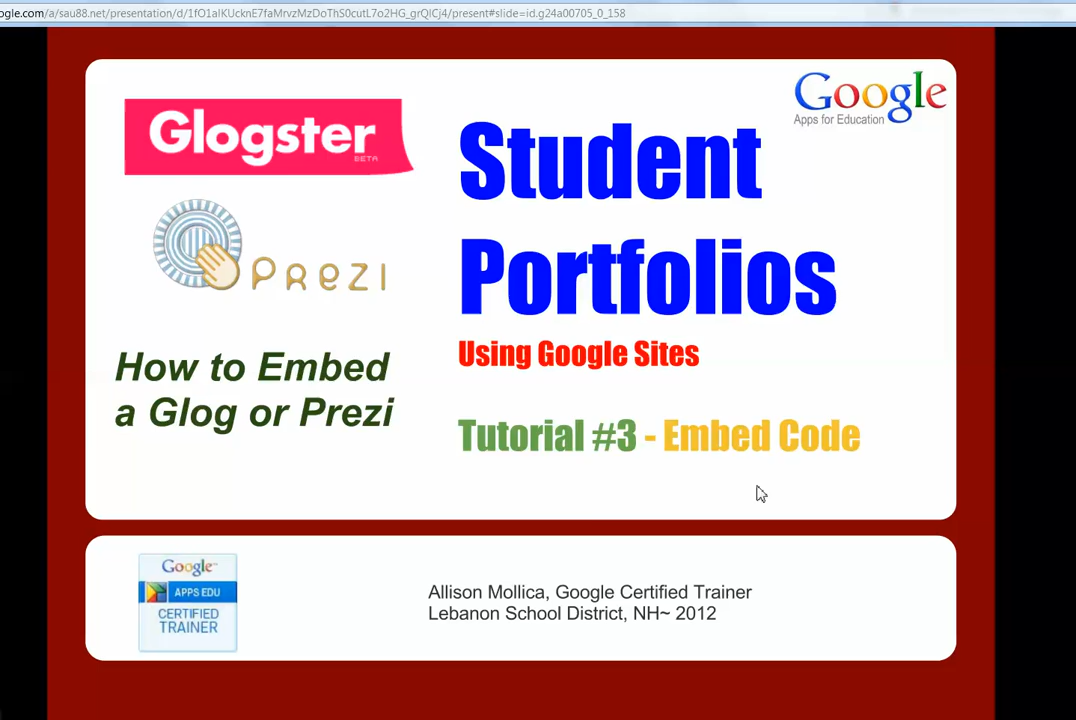 ogle.com/a/sau88.net/presentation/d/1fO1aIKUcknE7faMrvzMzDoThS0cutL7o2HG_grQlCj4/present#slide=id.g24a00705_0_158
Google
Apps for Education
Glogster
BETA
Student
Portfolios
PREZI
Using Google Sites
How to Embed
a Glog or Prezi
Tutorial #3 - Embed Code
Google™
APPS EDU
CERTIFIED
TRAINER
Allison Mollica, Google Certified Trainer
Lebanon School District, NH~ 2012